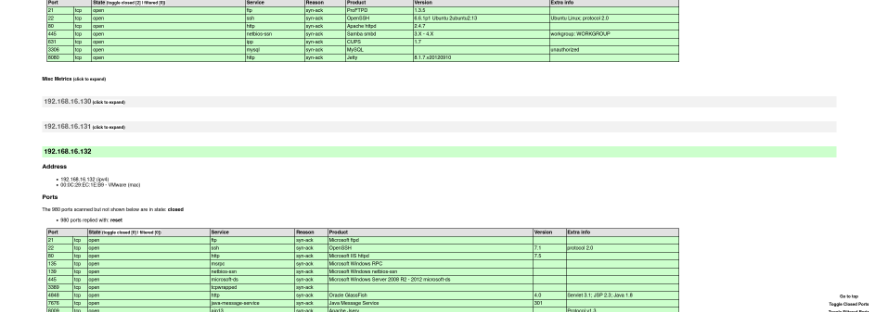 Port State (toggle closed [2] | filtered [0]) Service Reason Product Version Extra info
21 tcp open ftp syn-ack ProFTPD 1.3.5
22 tcp open ssh syn-ack OpenSSH 6.6.1p1 Ubuntu 2ubuntu2.13 Ubuntu Linux; protocol 2.0
80 tcp open http syn-ack Apache httpd 2.4.7
445 tcp open netbios-ssn syn-ack Samba smbd 3.X - 4.X workgroup: WORKGROUP
631 tcp open ipp syn-ack CUPS 1.7
3306 tcp open mysql syn-ack MySQL unauthorized
8080 tcp open http syn-ack Jetty 8.1.7.v20120910
Misc Metrics (click to expand)
192.168.16.130 (click to expand)
192.168.16.131 (click to expand)
192.168.16.132
Address
• 192.168.16.132 (ipv4)
• 00:0C:29:EC:1E:B9 - VMware (mac)
Ports
The 980 ports scanned but not shown below are in state: closed
• 980 ports replied with: reset
Port State (toggle closed [0] | filtered [0]) Service Reason Product Version Extra info
21 tcp open ftp syn-ack Microsoft ftpd
22 tcp open ssh syn-ack OpenSSH 7.1 protocol 2.0
80 tcp open http syn-ack Microsoft IIS httpd 7.5
135 tcp open msrpc syn-ack Microsoft Windows RPC
139 tcp open netbios-ssn syn-ack Microsoft Windows netbios-ssn
445 tcp open microsoft-ds syn-ack Microsoft Windows Server 2008 R2 - 2012 microsoft-ds
3389 tcp open tcpwrapped syn-ack
4848 tcp open http syn-ack Oracle GlassFish 4.0 Servlet 3.1; JSP 2.3; Java 1.8
7676 tcp open java-message-service syn-ack Java Message Service 301
8009 tcp open ajp13 syn-ack Apache Jserv Protocol v1.3
Go to top
Toggle Closed Ports
Toggle Filtered Ports